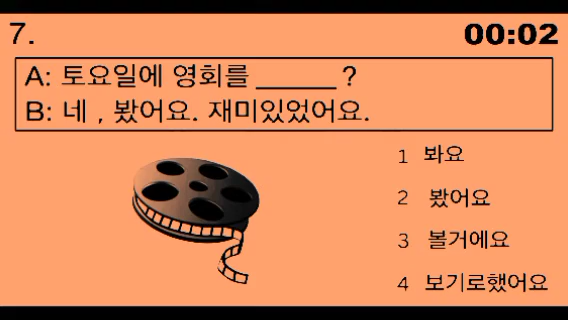 7.
00:02
A: 토요일에 영회를 ______ ?
B: 네 , 봤어요. 재미있었어요.
1 봐요
2 봤어요
3 볼거에요
4 보기로했어요